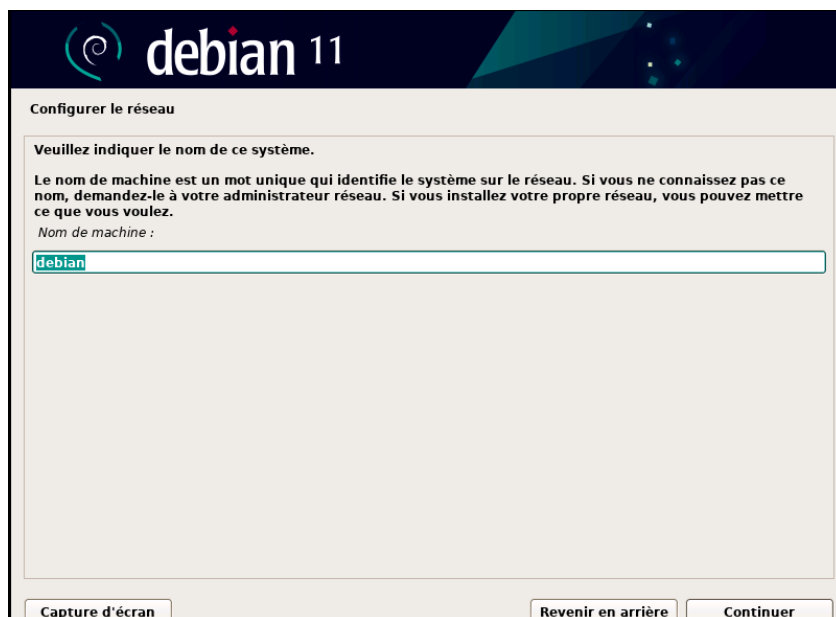 debian 11
Configurer le réseau
Veuillez indiquer le nom de ce système.
Le nom de machine est un mot unique qui identifie le système sur le réseau. Si vous ne connaissez pas ce
nom, demandez-le à votre administrateur réseau. Si vous installez votre propre réseau, vous pouvez mettre
ce que vous voulez.
Nom de machine :
debian
Capture d'écran
Revenir en arrière
Continuer